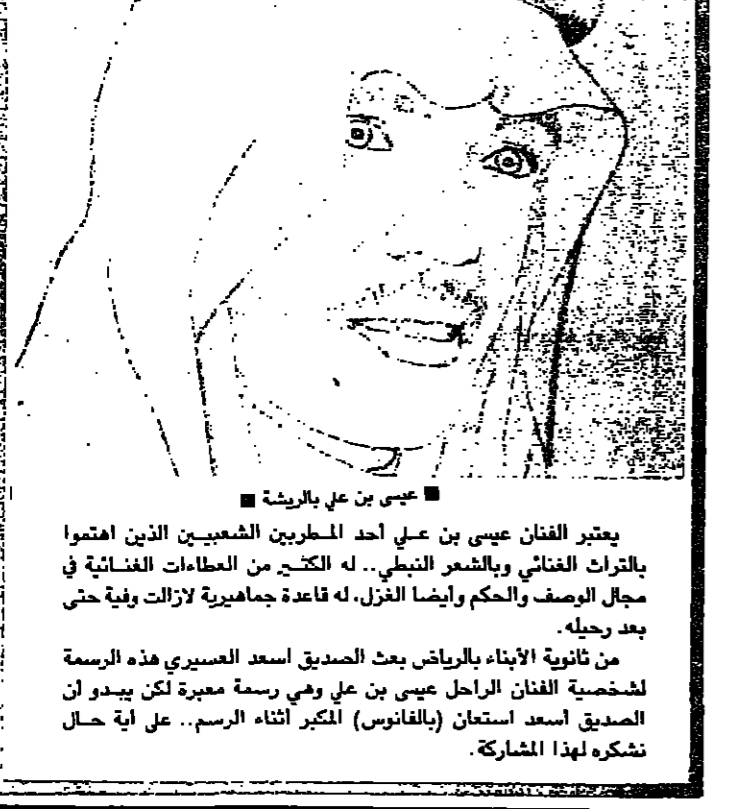 ■ عيسى بن علي بالريشة ■
يعتبر الفنان عيسى بن علي أحد المطربين الشعبيين الذين اهتموا
بالتراث الغنائي وبالشعر النبطي.. له الكثير من العطاءات الغنائية في
مجال الوصف والحكم وأيضا الغزل، له قاعدة جماهيرية لازالت وفية حتى
بعد رحيله.
من ثانوية الأبناء بالرياض بعث الصديق أسعد العسيري هذه الرسمة
لشخصية الفنان الراحل عيسى بن علي وهي رسمة معبرة لكن يبدو أن
الصديق أسعد استعان (بالفانوس) المكبر أثناء الرسم.. على أية حال
نشكره لهذا المشاركة.